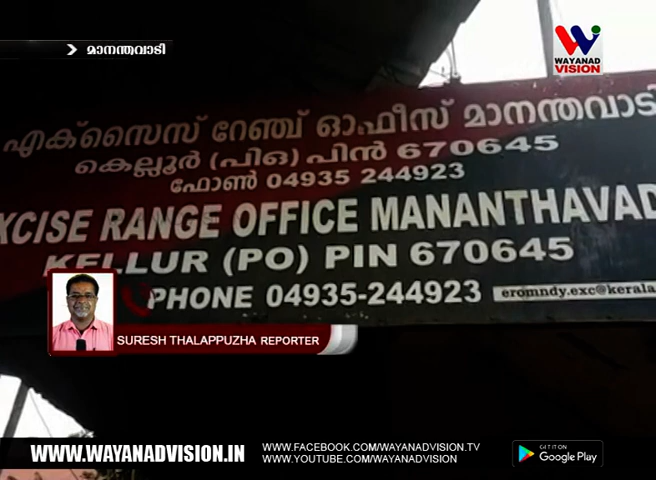 മാനന്തവാടി
WAYANAD
VISION
എക്സൈസ് റേഞ്ച് ഓഫീസ് മാനന്തവാടി
കെല്ലൂർ (പിഒ) പിൻ 670645
ഫോൺ 04935 244923
XCISE RANGE OFFICE MANANTHAVAD
KELLUR (PO) PIN 670645
PHONE 04935-244923 eromndy.exc@kerala
SURESH THALAPPUZHA REPORTER
WWW.WAYANADVISION.IN
WWW.FACEBOOK.COM/WAYANADVISION.TV
WWW.YOUTUBE.COM/WAYANADVISION
GET IT ON
Google Play